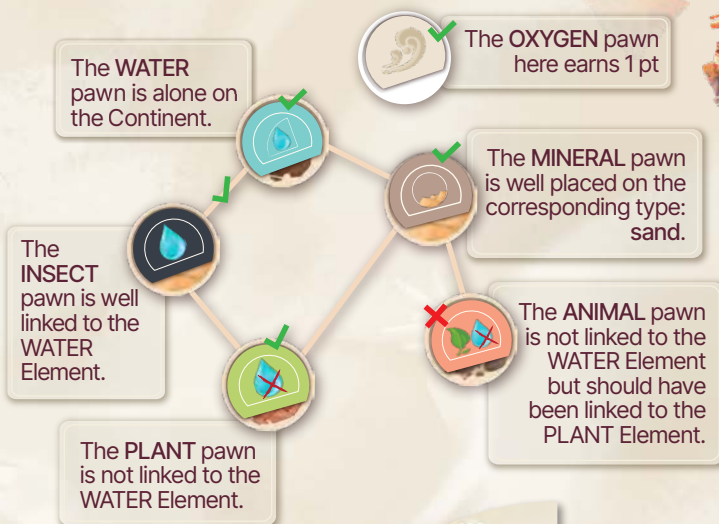 The WATER
pawn is alone on
the Continent.
The OXYGEN pawn
here earns 1 pt
The MINERAL pawn
is well placed on the
corresponding type:
sand.
The
INSECT
pawn is well
linked to the
WATER
Element.
The ANIMAL pawn
is not linked to the
WATER Element
but should have
been linked to the
PLANT Element.
The PLANT pawn
is not linked to the
WATER Element.